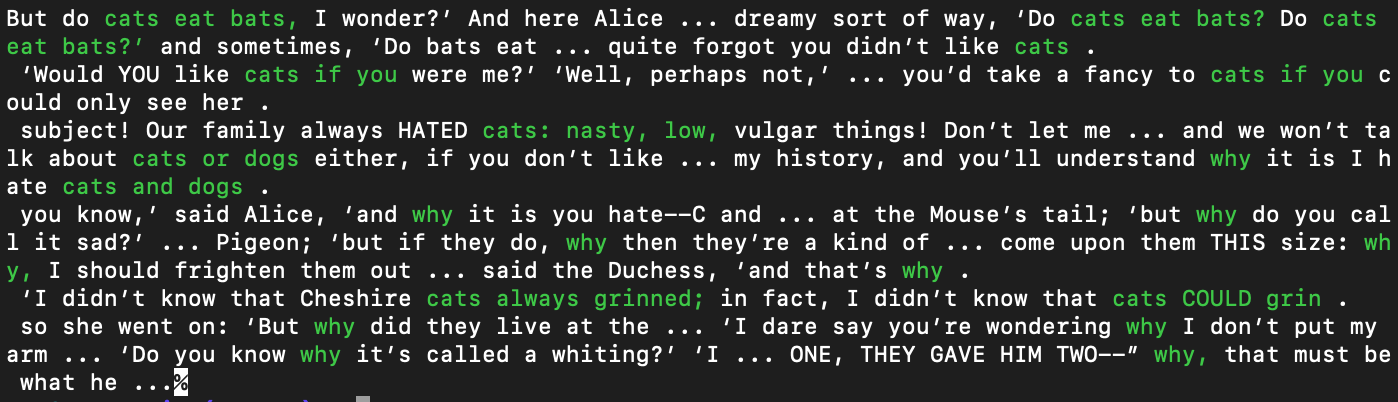 But do cats eat bats, I wonder?’ And here Alice ... dreamy sort of way, ‘Do cats eat bats? Do cats
eat bats?’ and sometimes, ‘Do bats eat ... quite forgot you didn’t like cats .
‘Would YOU like cats if you were me?’ ‘Well, perhaps not,’ ... you’d take a fancy to cats if you c
ould only see her .
subject! Our family always HATED cats: nasty, low, vulgar things! Don’t let me ... and we won’t ta
lk about cats or dogs either, if you don’t like ... my history, and you’ll understand why it is I h
ate cats and dogs .
you know,’ said Alice, ‘and why it is you hate--C and ... at the Mouse’s tail; ‘but why do you cal
l it sad?’ ... Pigeon; ‘but if they do, why then they’re a kind of ... come upon them THIS size: wh
y, I should frighten them out ... said the Duchess, ‘and that’s why .
‘I didn’t know that Cheshire cats always grinned; in fact, I didn’t know that cats COULD grin .
so she went on: ‘But why did they live at the ... ‘I dare say you’re wondering why I don’t put my
arm ... ‘Do you know why it’s called a whiting?’ ‘I ... ONE, THEY GAVE HIM TWO--” why, that must be
what he ...%